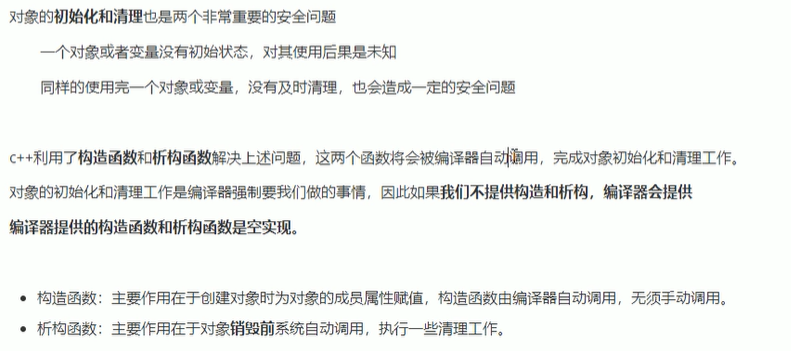 对象的初始化和清理也是两个非常重要的安全问题
一个对象或者变量没有初始状态，对其使用后果是未知
同样的使用完一个对象或变量，没有及时清理，也会造成一定的安全问题
c++利用了构造函数和析构函数解决上述问题，这两个函数将会被编译器自动调用，完成对象初始化和清理工作。
对象的初始化和清理工作是编译器强制要我们做的事情，因此如果我们不提供构造和析构，编译器会提供
编译器提供的构造函数和析构函数是空实现。
• 构造函数：主要作用在于创建对象时为对象的成员属性赋值，构造函数由编译器自动调用，无须手动调用。
• 析构函数：主要作用在于对象销毁前系统自动调用，执行一些清理工作。